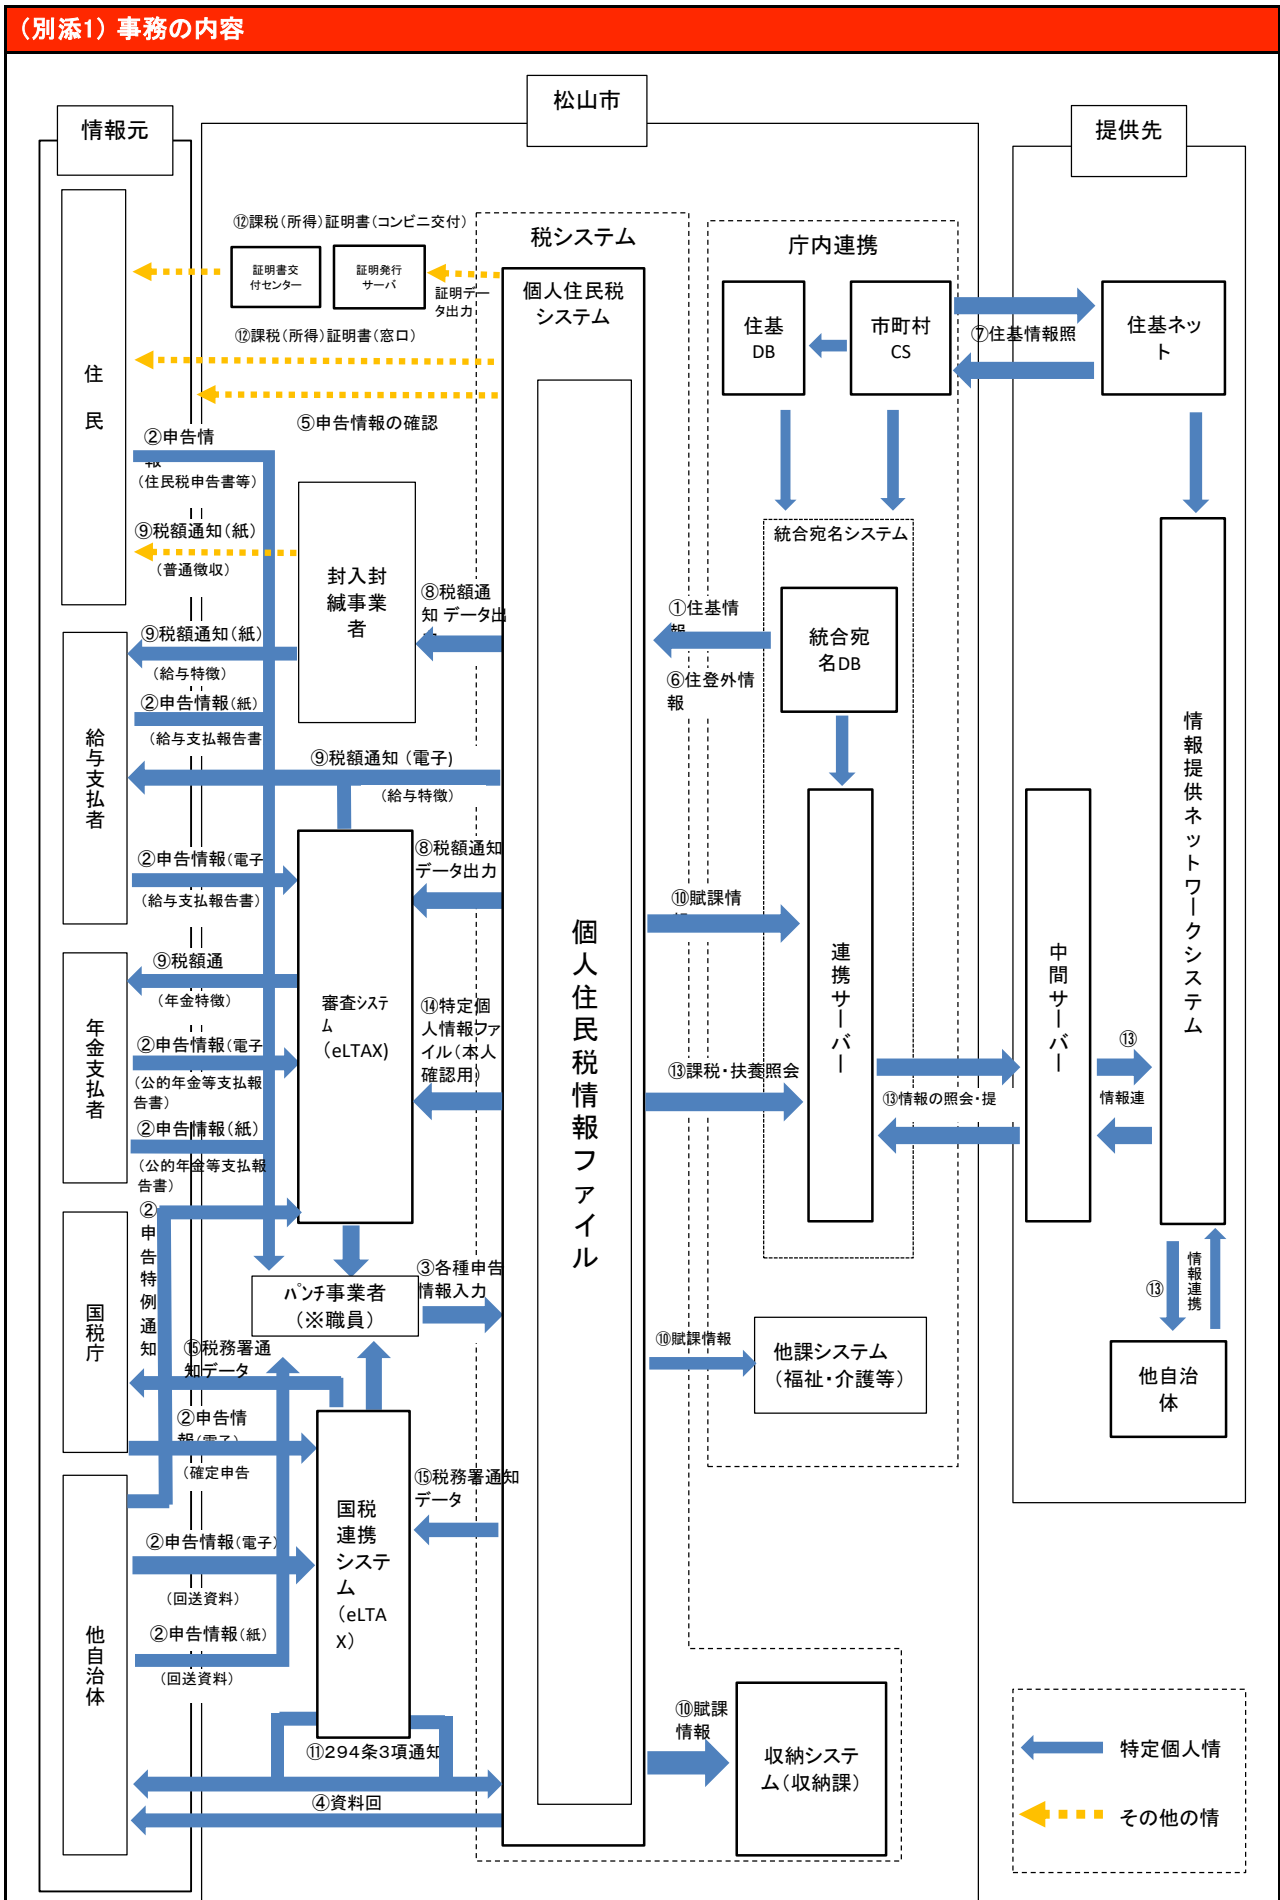 （別添1） 事務の内容
情報元
松山市
提供先
⑫課税（所得）証明書（コンビニ交付）
税システム
庁内連携
証明書交
付センター
証明発行
サーバ
証明デー
タ出力
個人住民税
システム
住基
DB
市町村
CS
⑦住基情報照
住基ネッ
ト
⑫課税（所得）証明書（窓口）
住
民
⑤申告情報の確認
②申告情
報
（住民税申告書等）
⑨税額通知（紙）
（普通徴収）
封入封
緘事業
者
⑧税額通
知 データ出
統合宛名システム
①住基情
報
⑥住登外情
報
統合宛
名DB
⑨税額通知（紙）
（給与特徴）
②申告情報（紙）
（給与支払報告書
給与支払者
⑨税額通知（電子）
（給与特徴）
②申告情報（電子
（給与支払報告書）
⑧税額通知
データ出力
⑩賦課情
個人住民税情報ファイル
連携サーバー
中間サーバー
情報提供ネットワークシステム
⑨税額通
（年金特徴）
審査システ
ム
（eLTAX)
⑭特定個
人情報ファ
イル（本人
確認用）
年金支払者
②申告情報（電子
（公的年金等支払報
告書）
②申告情報（紙）
（公的年金等支払報
告書）
⑬課税・扶養照会
⑬情報の照会・提
⑬
情報連
②申告特例通知
パンチ事業者
（※職員）
③各種申告
情報入力
国税庁
⑮税務署通
知データ
②申告情
報（電子）
（確定申告
⑩賦課情報
他課システム
（福祉・介護等）
⑬
情報連携
他自治
体
国税
連携
システ
ム
（eLTA
X）
⑮税務署通知
データ
他自治体
②申告情報（電子）
（回送資料）
②申告情報（紙）
（回送資料）
⑪294条3項通知
④資料回
⑩賦課
情報
収納システ
ム（収納課）
特定個人情
その他の情